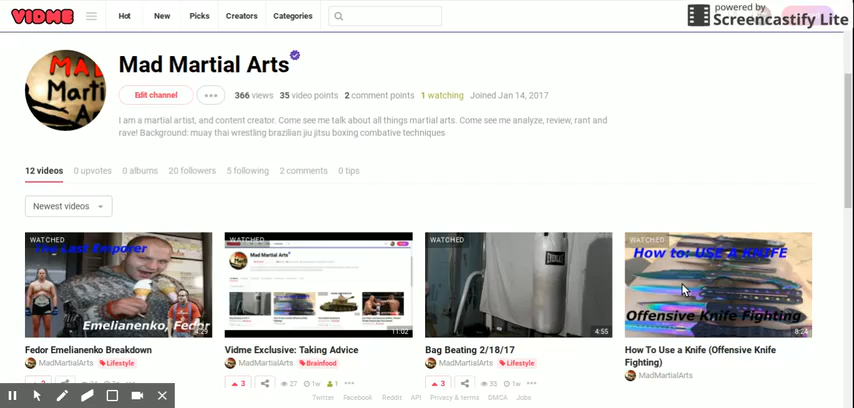 VIDME Hot New Picks Creators Categories
powered by
Screencastify Lite
MA
Marti
Arts
Mad Martial Arts
Edit channel ••• 366 views 35 video points 2 comment points 1 watching Joined Jan 14, 2017
I am a martial artist, and content creator. Come see me talk about all things martial arts. Come see me analyze, review, rant and
rave! Background: muay thai wrestling brazilian jiu jitsu boxing combative techniques
12 videos 0 upvotes 0 albums 20 followers 5 following 2 comments 0 tips
Newest videos
WATCHED WATCHED WATCHED WATCHED
The Last Emporer
Mad Martial Arts
EVERLAST
How to: USE A KNIFE
Emelianenko, Fedor
Offensive Knife Fighting
11:02 4:55 8:24
Fedor Emelianenko Breakdown
Vidme Exclusive: Taking Advice
Bag Beating 2/18/17
How To Use a Knife (Offensive Knife
Fighting)
MadMartialArts Lifestyle
MadMartialArts Brainfood
MadMartialArts Lifestyle
MadMartialArts
3 27 1w 1 •••
3 33 1w •••
Twitter Facebook Reddit API Privacy & terms DMCA Jobs